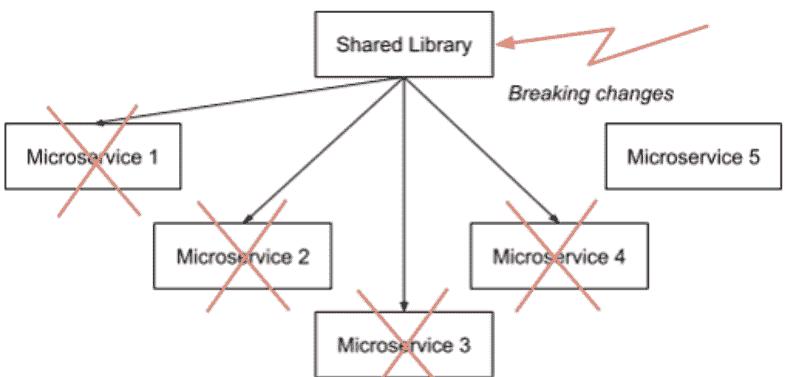 Shared Library
Breaking changes
Microservice 1
Microservice 5
Microservice 2
Microservice 4
Microservice 3